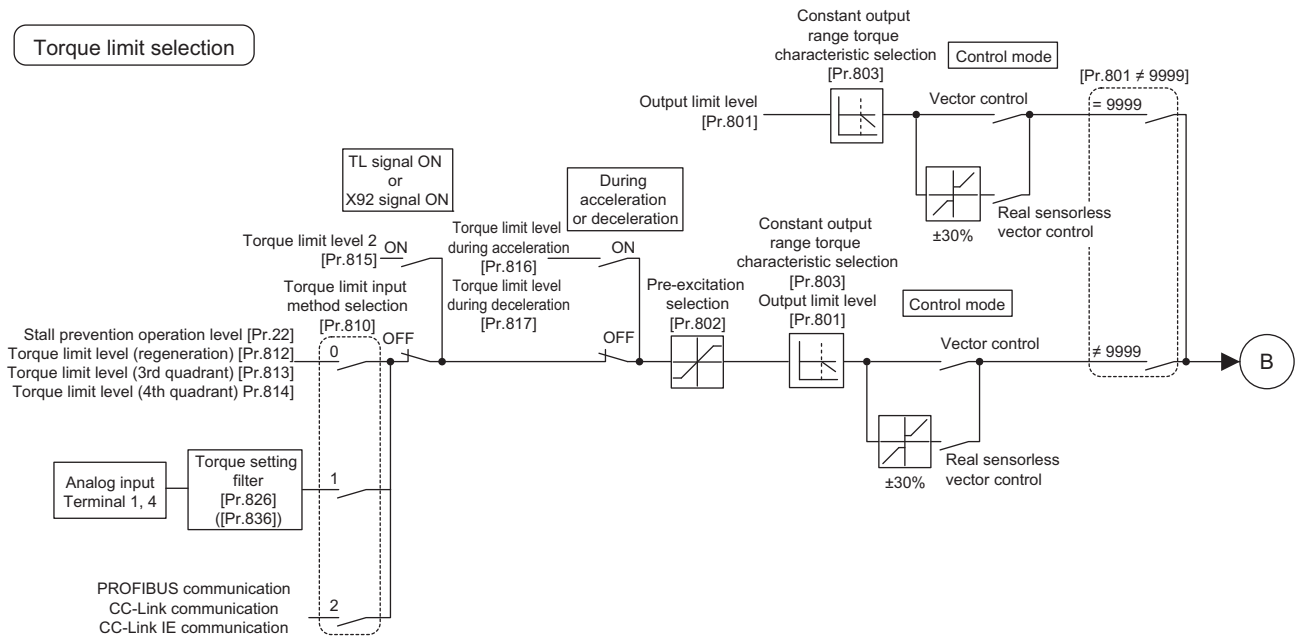 Torque limit selection
Constant output
range torque
characteristic selection
[Pr.803]
Control mode
[Pr.801 ≠ 9999]
Output limit level
[Pr.801]
Vector control
= 9999
±30%
Real sensorless
vector control
TL signal ON
or
X92 signal ON
During
acceleration
or deceleration
Torque limit level 2
[Pr.815]
ON
Torque limit level
during acceleration
[Pr.816]
ON
Torque limit level
during deceleration
[Pr.817]
Constant output
range torque
characteristic selection
[Pr.803]
Output limit level
[Pr.801]
Pre-excitation
selection
[Pr.802]
Control mode
Torque limit input
method selection
[Pr.810]
Stall prevention operation level [Pr.22]
Torque limit level (regeneration) [Pr.812]
Torque limit level (3rd quadrant) [Pr.813]
Torque limit level (4th quadrant) Pr.814]
0
OFF
OFF
Vector control
≠ 9999
B
±30%
Real sensorless
vector control
Analog input
Terminal 1, 4
Torque setting
filter
[Pr.826]
([Pr.836])
1
PROFIBUS communication
CC-Link communication
CC-Link IE communication
2